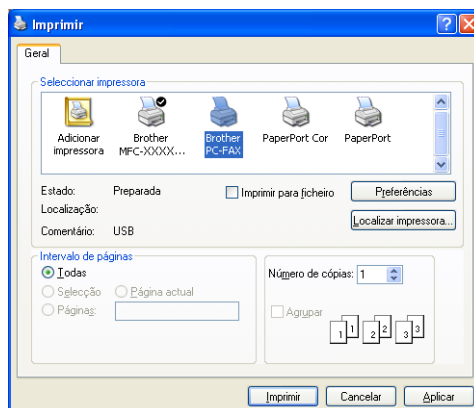 Imprimir
Geral
Seleccionar impressora
Adicionar impressora
Brother MFC-XXXX...
Brother PC-FAX
PaperPort Cor
PaperPort
Estado: Preparada
Imprimir para ficheiro
Preferências
Localização:
Localizar impressora...
Comentário: USB
Intervalo de páginas
Todas
Selecção Página actual
Páginas:
Número de cópias: 1
Agrupar
1 1 2 2 3 3
Imprimir Cancelar Aplicar